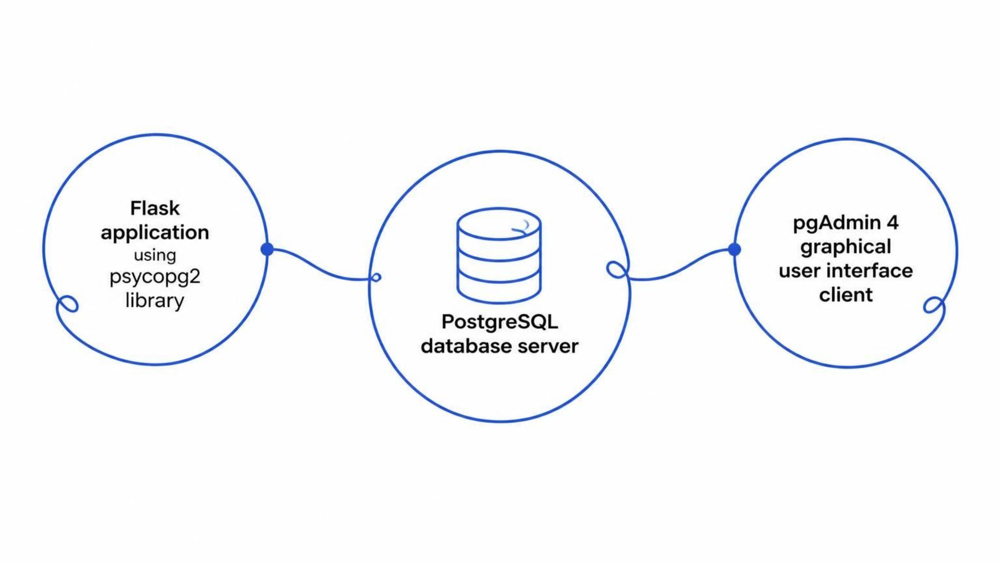 Flask
application
using
psycopg2
library
PostgreSQL
database server
pgAdmin 4
graphical
user interface
client